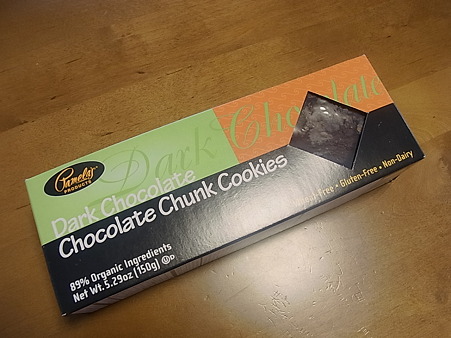 Dark Chocolate
Pamela's
PRODUCTS
Dark Chocolate
Chocolate Chunk Cookies
Wheat-Free • Gluten-Free • Non-Dairy
89% Organic Ingredients
Net Wt. 5.29oz (150g) UD